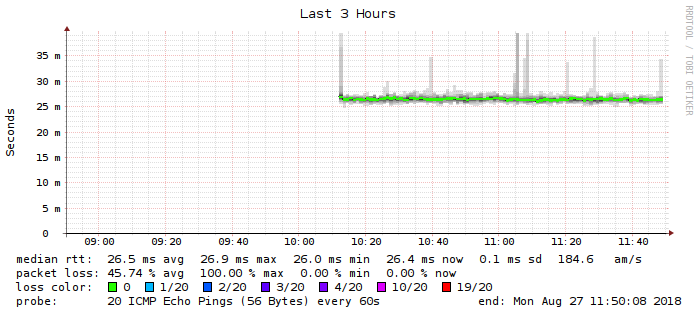 Last 3 Hours
RRDTOOL / TOBI OETIKER
Seconds
35 m
30 m
25 m
20 m
15 m
10 m
5 m
0
09:00 09:20 09:40 10:00 10:20 10:40 11:00 11:20 11:40
median rtt: 26.5 ms avg 26.9 ms max 26.0 ms min 26.4 ms now 0.1 ms sd 184.6 am/s
packet loss: 45.74 % avg 100.00 % max 0.00 % min 0.00 % now
loss color: 0 1/20 2/20 3/20 4/20 10/20 19/20
probe: 20 ICMP Echo Pings (56 Bytes) every 60s end: Mon Aug 27 11:50:08 2018